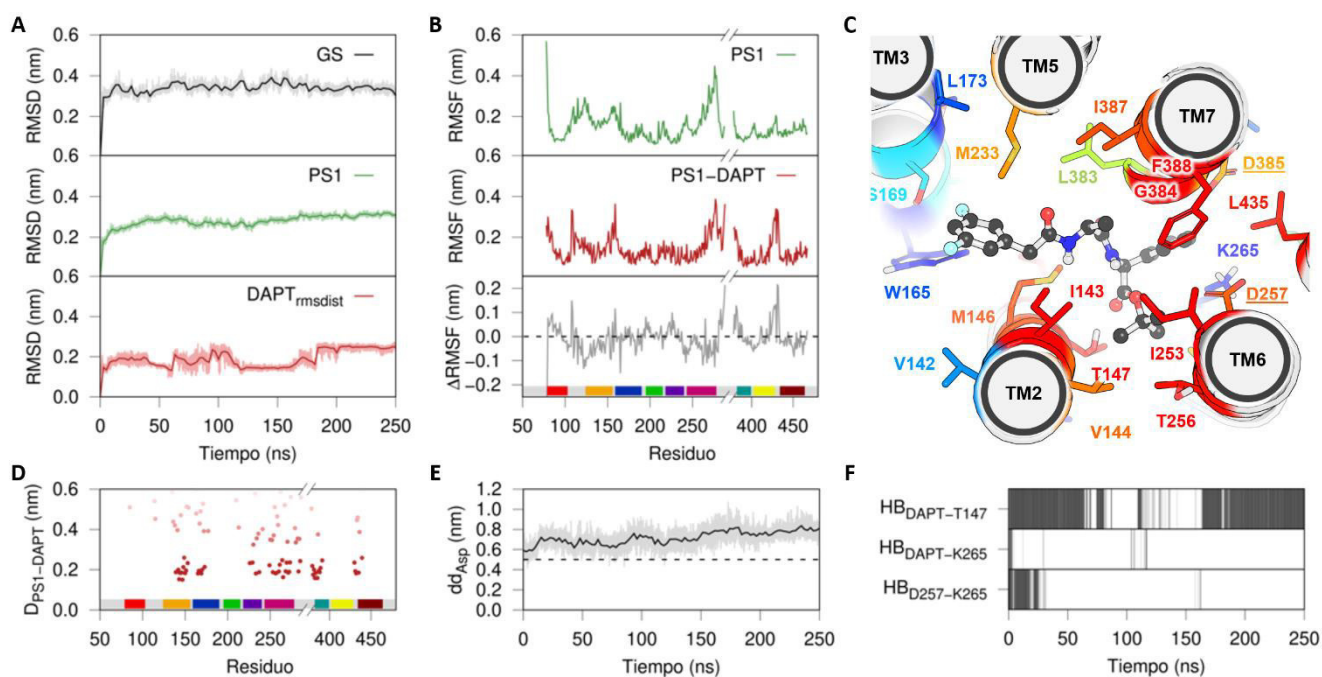 A
RMSD (nm)
0.6
0.4
0.2
GS
RMSD (nm)
0.6
0.4
0.2
PS1
RMSD (nm)
0.6
0.4
0.2
0.0
DAPTrmsdist
0
50
100
150
200
250
Tiempo (ns)
B
RMSF (nm)
0.6
0.4
0.2
PS1
RMSF (nm)
0.6
0.4
0.2
PS1-DAPT
ΔRMSF (nm)
0.6
0.2
0.1
0.0
−0.1
−0.2
50
100
150
200
250
400
450
Residuo
C
TM3
TM5
TM7
L173
I387
M233
F388
D385
L383
G384
S169
L435
K265
W165
I143
D257
M146
I253
V142
TM6
T147
TM2
T256
V144
D
DPS1-DAPT (nm)
0.6
0.4
0.2
0.0
50
100
150
200
250
400
450
Residuo
E
ddAsp (nm)
1.2
1.0
0.8
0.6
0.4
0.2
0.0
0
50
100
150
200
250
Tiempo (ns)
F
HBDAPT−T147
HBDAPT−K265
HBD257−K265
0
50
100
150
200
250
Tiempo (ns)